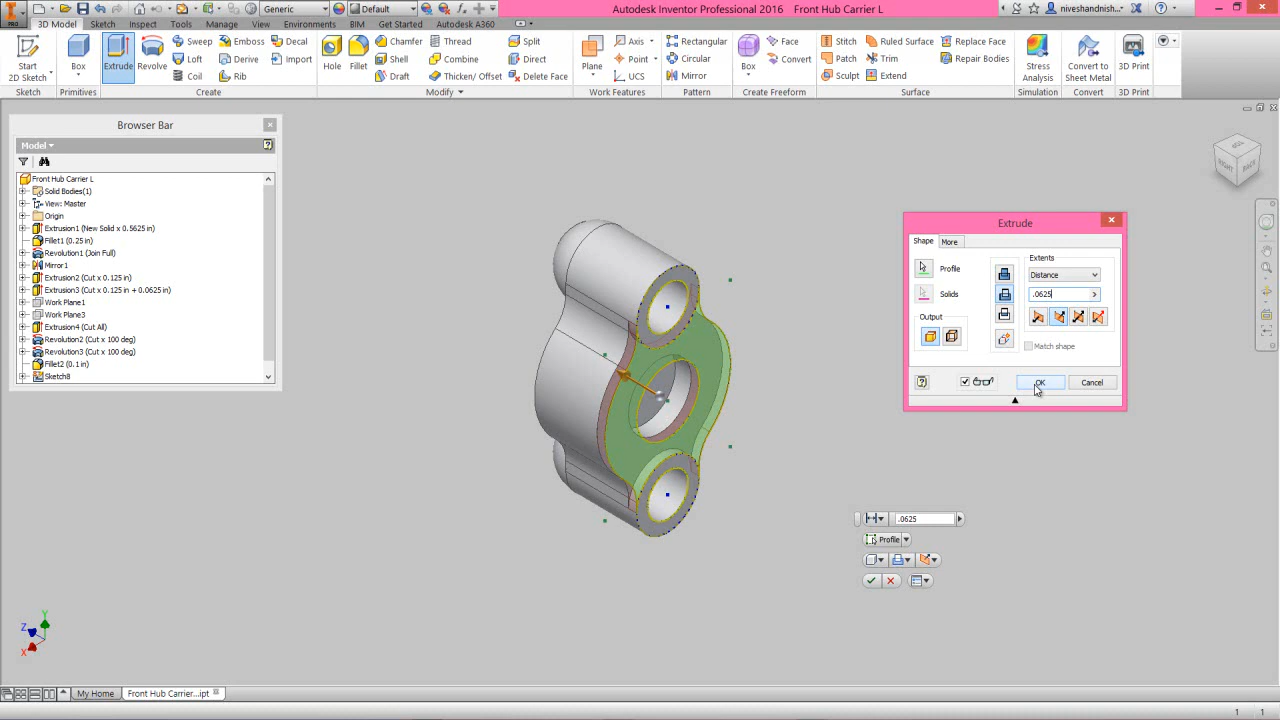 Generic
Default
Autodesk Inventor Professional 2016 Front Hub Carrier L
niveshandnish...
PRO
3D Model Sketch Inspect Tools Manage View Environments BIM Get Started Autodesk A360
Start
2D Sketch
Box
Extrude
Revolve
Sweep Emboss Decal
Loft Derive Import
Coil Rib
Hole
Fillet
Chamfer Thread Split
Shell Combine Direct
Draft Thicken/ Offset Delete Face
Plane
Axis
Point
UCS
Rectangular
Circular
Mirror
Box
Face
Convert
Stitch Ruled Surface Replace Face
Patch Trim Repair Bodies
Sculpt Extend
Stress
Analysis
Convert to
Sheet Metal
3D Print
Sketch Primitives Create Modify Work Features Pattern Create Freeform Surface Simulation Convert 3D Print
Browser Bar
Model
Front Hub Carrier L
Solid Bodies(1)
View: Master
Origin
Extrusion1 (New Solid x 0.5625 in)
Fillet1 (0.25 in)
Revolution1 (Join Full)
Mirror1
Extrusion2 (Cut x 0.125 in)
Extrusion3 (Cut x 0.125 in + 0.0625 in)
Work Plane1
Work Plane3
Extrusion4 (Cut All)
Revolution2 (Cut x 100 deg)
Revolution3 (Cut x 100 deg)
Fillet2 (0.1 in)
Sketch8
RIGHT
BACK
Extrude
Shape More
Profile
Solids
Output
Extents
Distance
.0625
Match shape
OK
Cancel
.0625
Profile
Y
Z
X
My Home
Front Hub Carrier...ipt
1 1